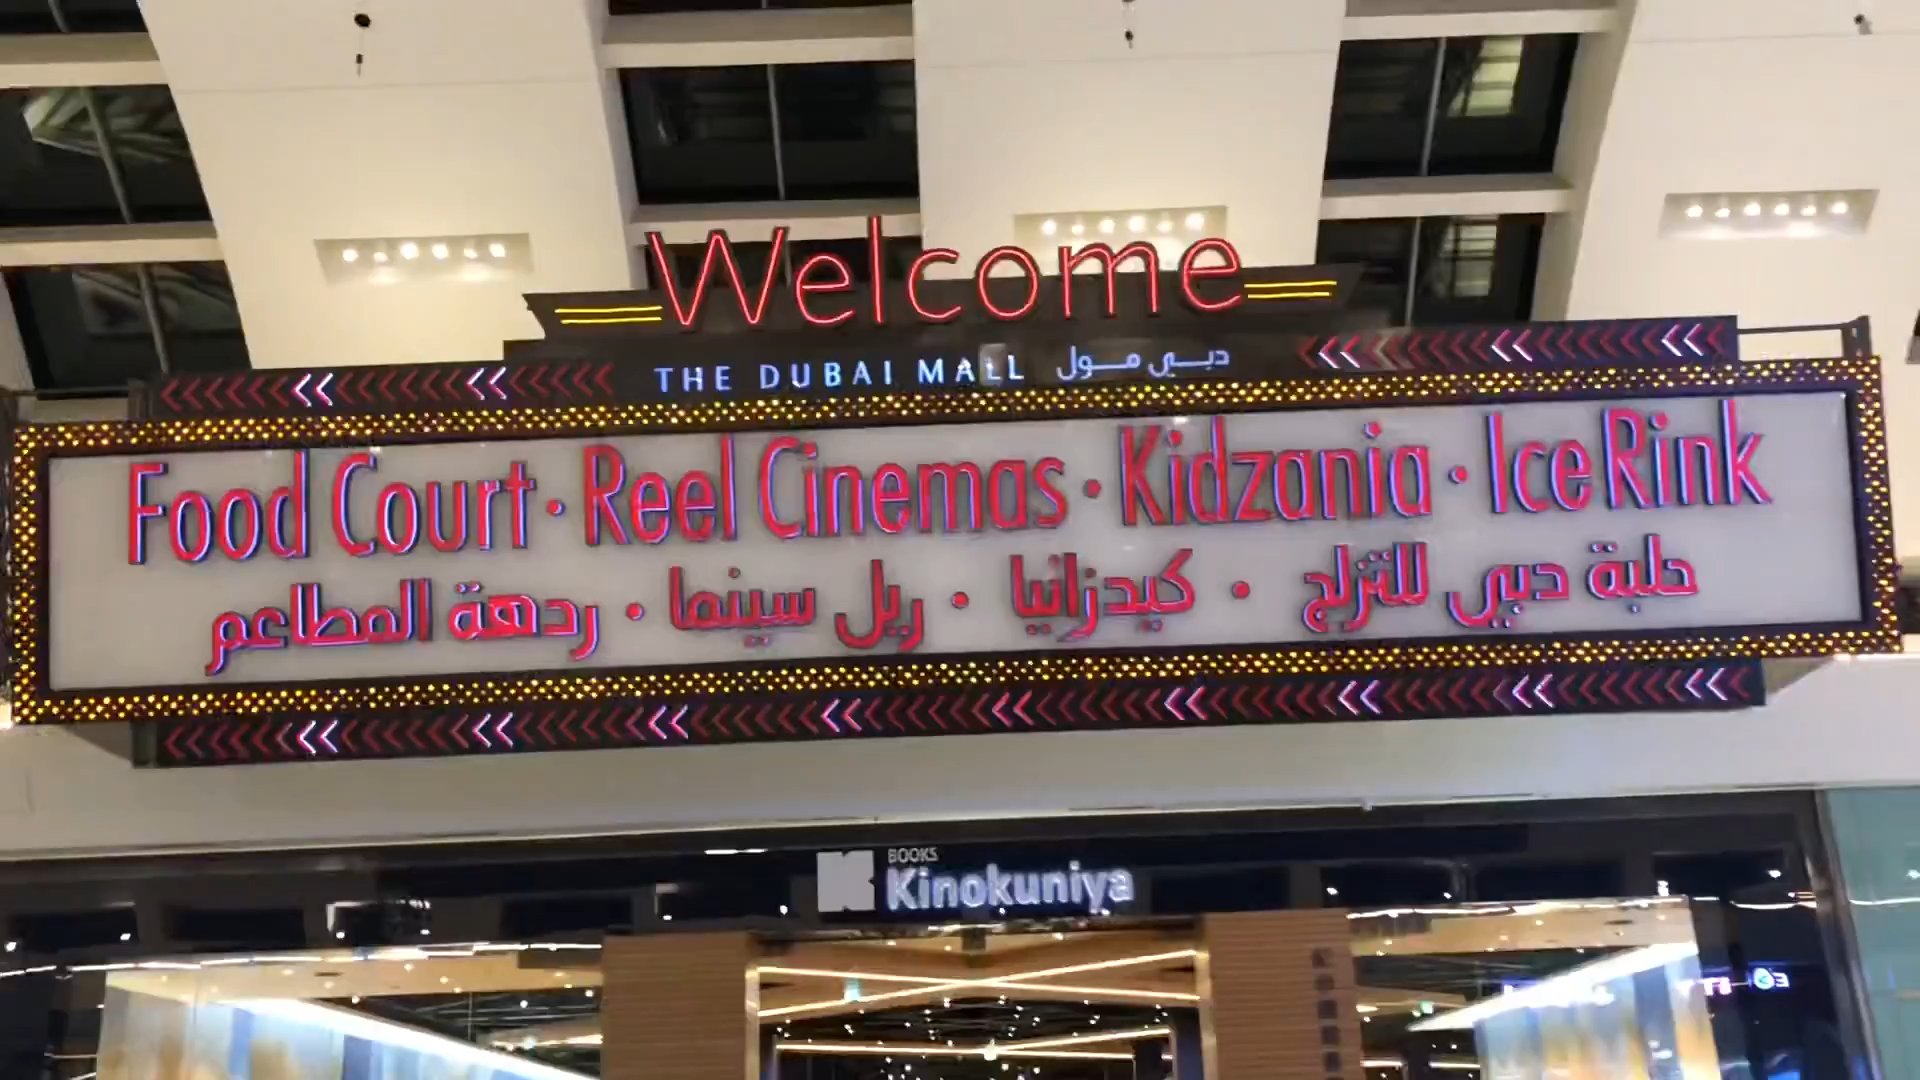 Welcome
THE DUBAI MALL دبي مول
Food Court · Reel Cinemas · Kidzania · Ice Rink
حلبة دبي للتزلج · كيدزانيا · ريل سينما · ردهة المطاعم
BOOKS
Kinokuniya